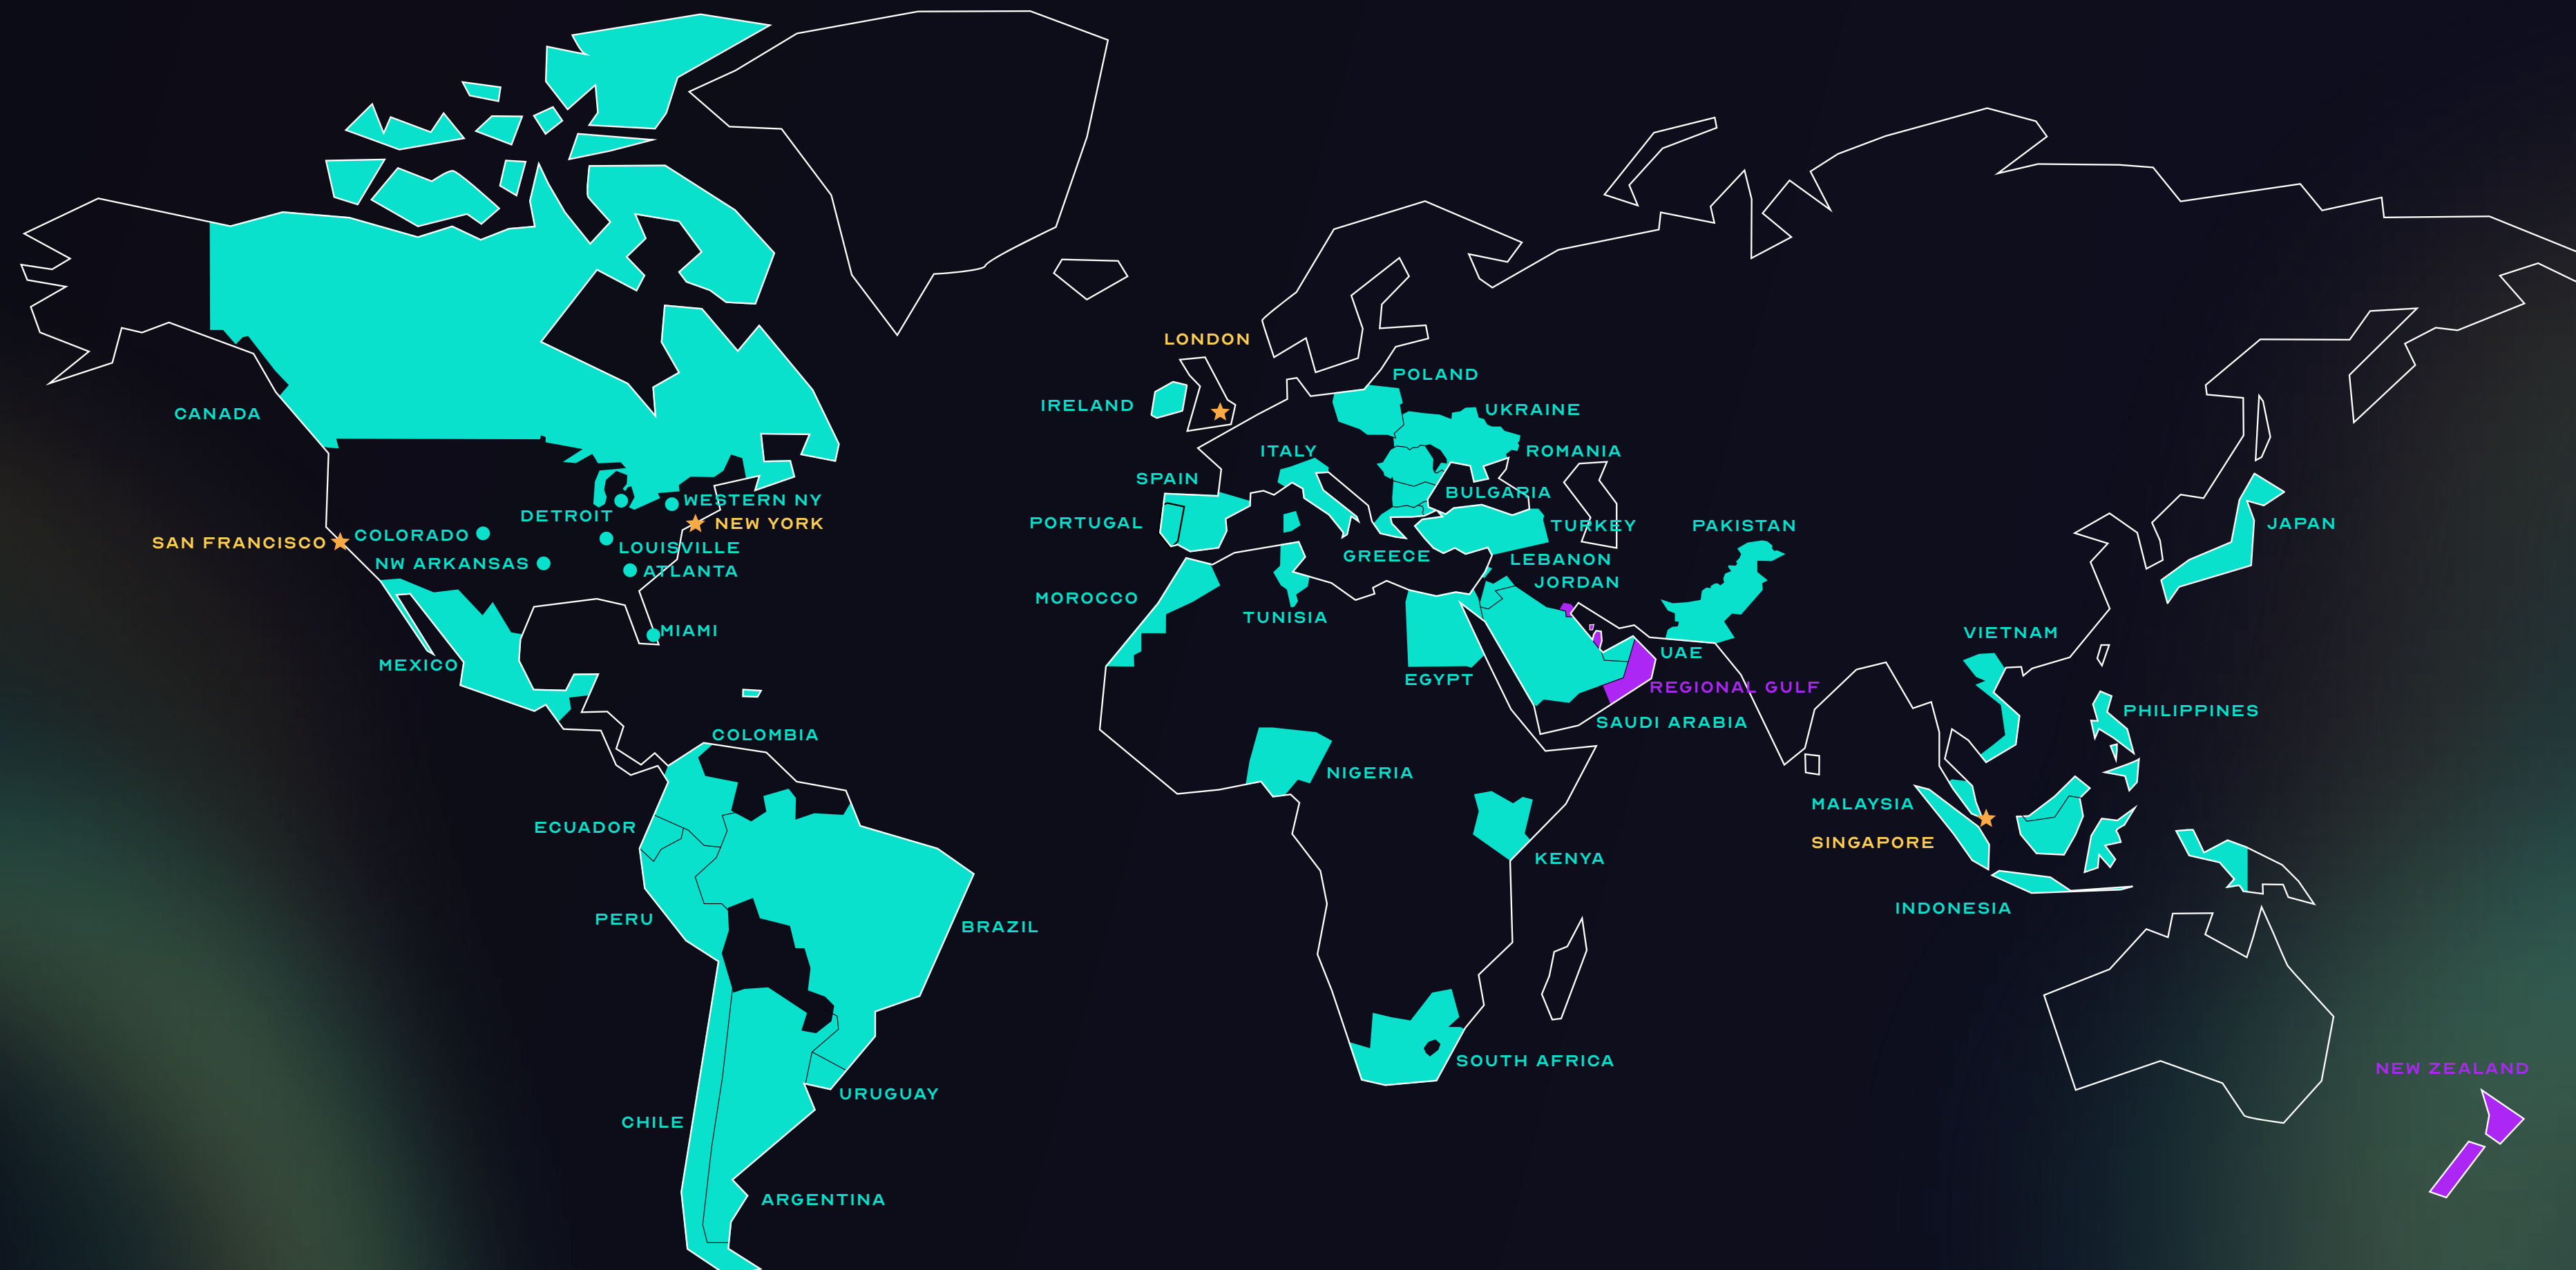 LONDON
POLAND
IRELAND
UKRAINE
CANADA
ITALY
ROMANIA
SPAIN
BULGARIA
WESTERN NY
DETROIT
NEW YORK
PORTUGAL
TURKEY
PAKISTAN
JAPAN
COLORADO
SAN FRANCISCO
LOUISVILLE
GREECE
LEBANON
NW ARKANSAS
ATLANTA
JORDAN
MOROCCO
TUNISIA
MIAMI
VIETNAM
UAE
MEXICO
EGYPT
REGIONAL GULF
PHILIPPINES
SAUDI ARABIA
COLOMBIA
NIGERIA
MALAYSIA
ECUADOR
SINGAPORE
KENYA
INDONESIA
PERU
BRAZIL
SOUTH AFRICA
NEW ZEALAND
URUGUAY
CHILE
ARGENTINA